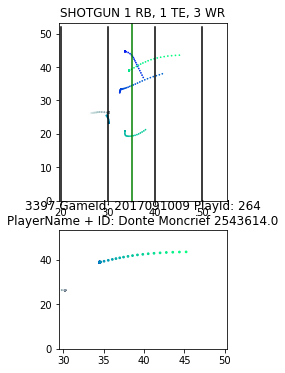 SHOTGUN 1 RB, 1 TE, 3 WR
50
40
30
20
10
0
20 30 40 50
3397 GameId: 2017091009 PlayId: 264
PlayerName + ID: Donte Moncrief 2543614.0
40
20
0
30 35 40 45 50